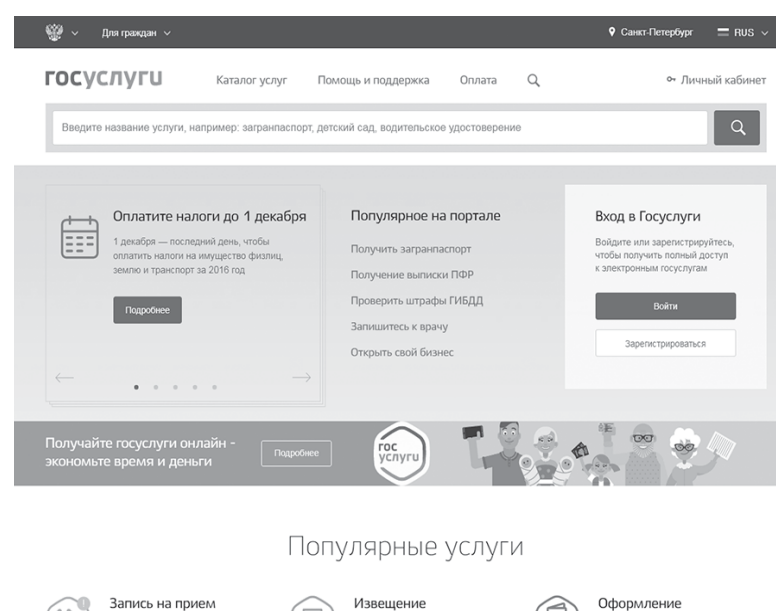 Для граждан
Санкт-Петербург
RUS
госуслуги
Каталог услуг
Помощь и поддержка
Оплата
Личный кабинет
Введите название услуги, например: загранпаспорт, детский сад, водительское удостоверение
Оплатите налоги до 1 декабря
1 декабря — последний день, чтобы
оплатить налоги на имущество физлиц,
землю и транспорт за 2016 год
Подробнее
Популярное на портале
Получить загранпаспорт
Получение выписки ПФР
Проверить штрафы ГИБДД
Запишитесь к врачу
Открыть свой бизнес
Вход в Госуслуги
Войдите или зарегистрируйтесь,
чтобы получить полный доступ
к электронным госуслугам
Войти
Зарегистрироваться
Получайте госуслуги онлайн -
экономьте время и деньги
Подробнее
гос
услуги
Популярные услуги
Запись на прием
Извещение
Оформление